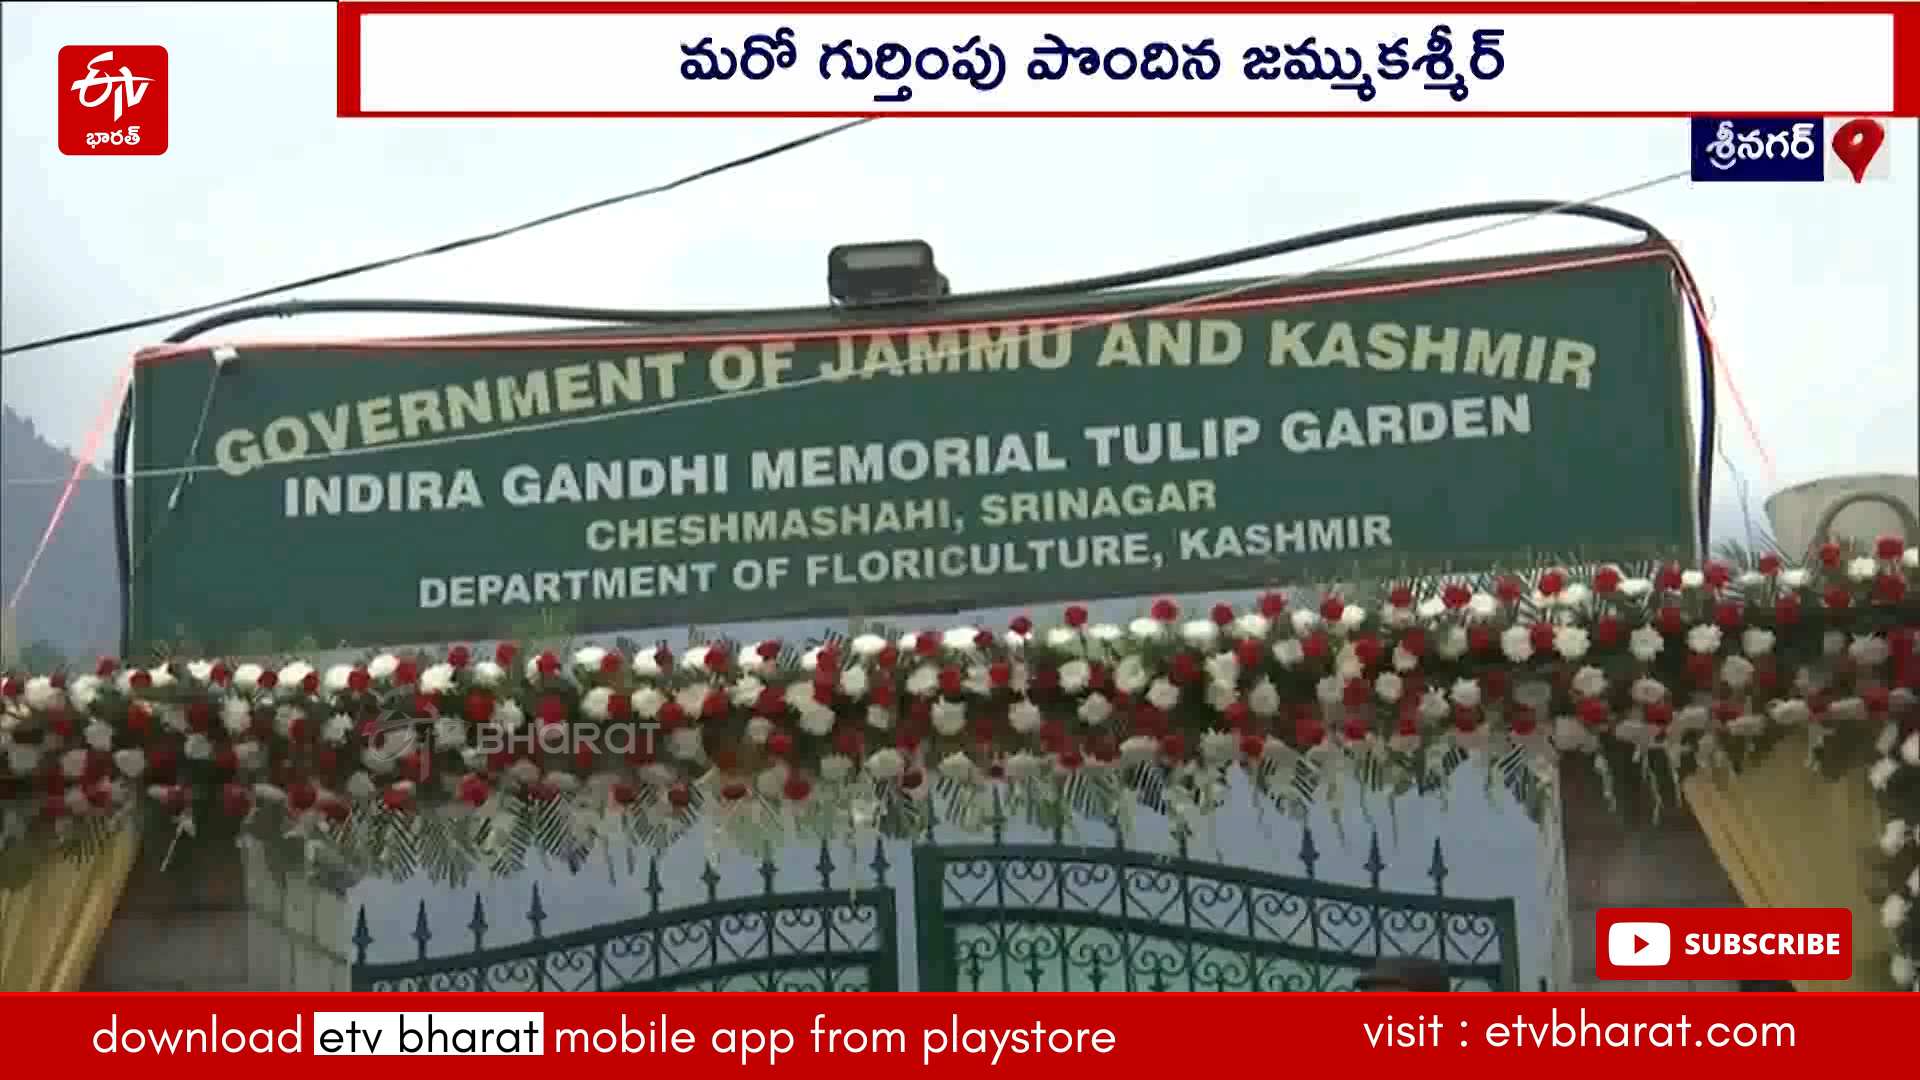 మరో గుర్తింపు పొందిన జమ్ముకశ్మీర్
ETV
భారత్
శ్రీనగర్
GOVERNMENT OF JAMMU AND KASHMIR
INDIRA GANDHI MEMORIAL TULIP GARDEN
CHESHMASHAHI, SRINAGAR
DEPARTMENT OF FLORICULTURE, KASHMIR
BHARAT
SUBSCRIBE
download etv bharat mobile app from playstore
visit : etvbharat.com